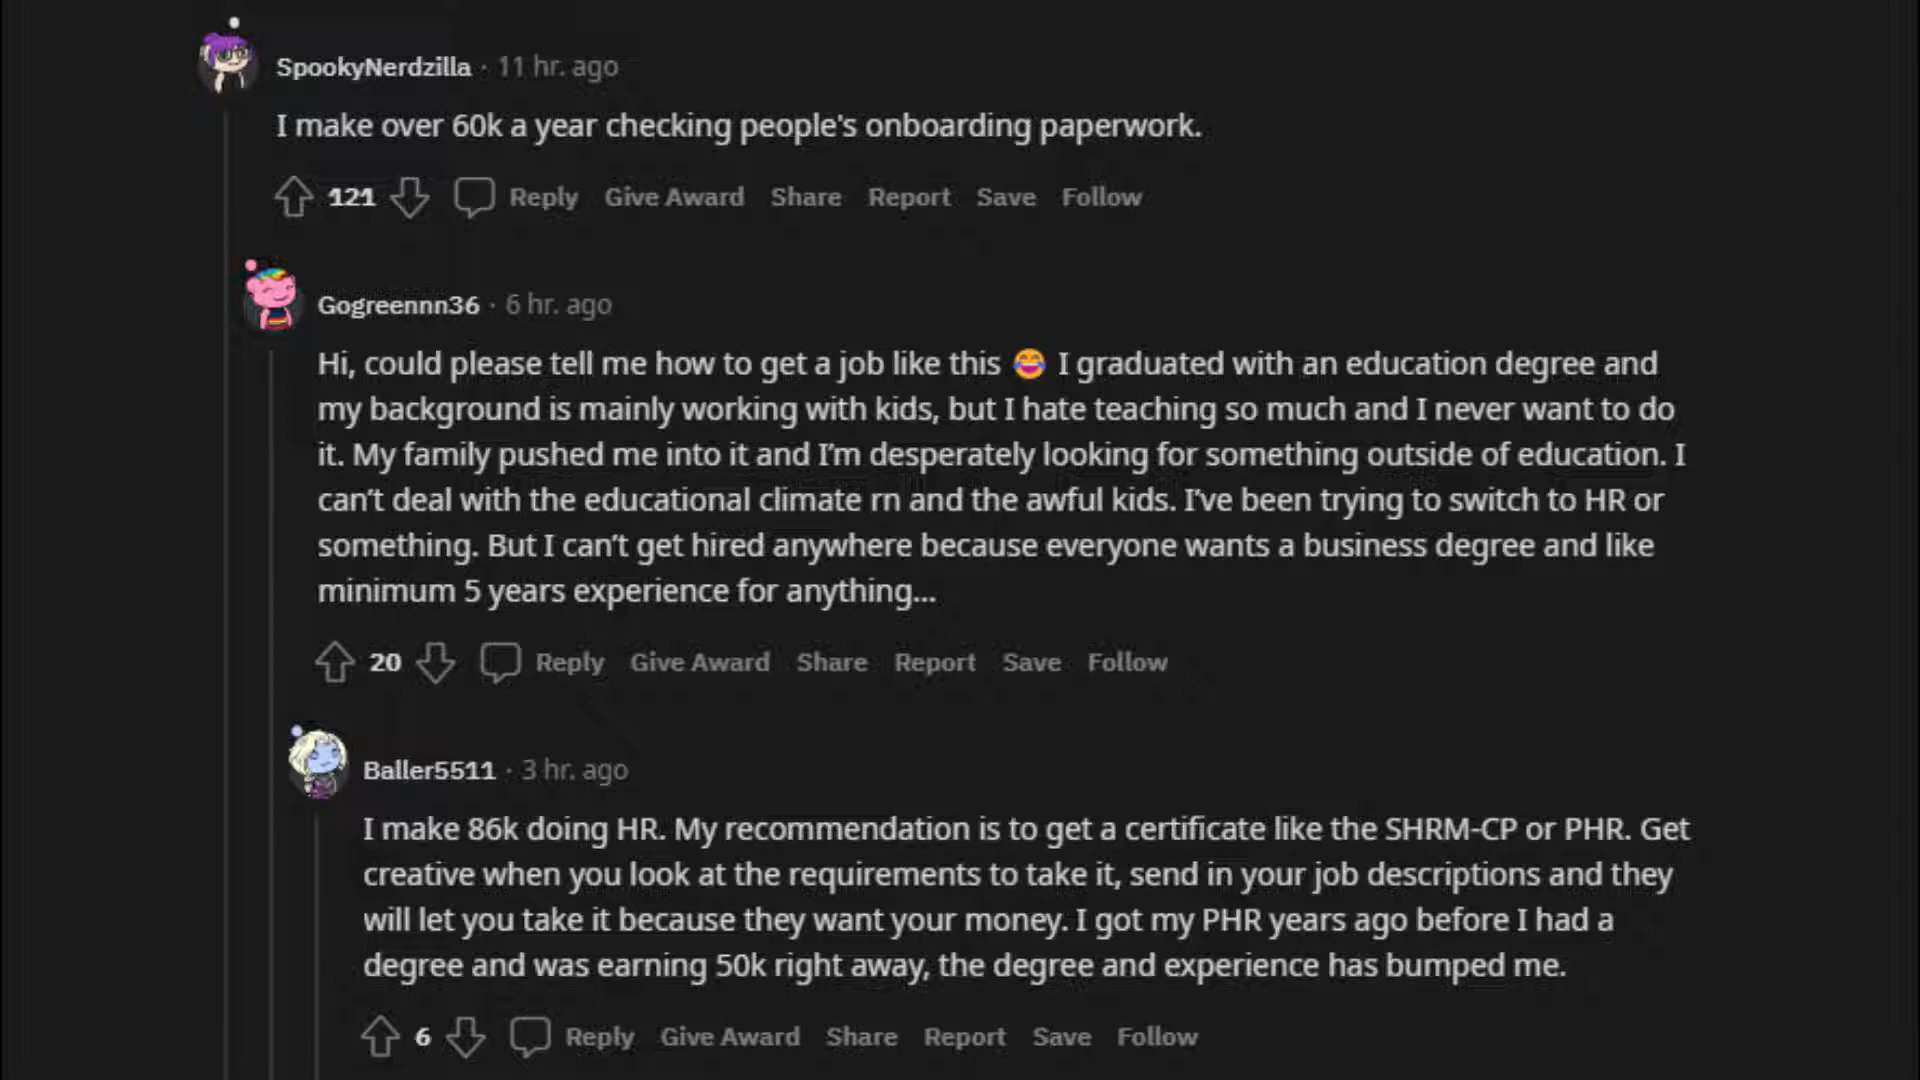 SpookyNerdzilla · 11 hr. ago
I make over 60k a year checking people's onboarding paperwork.
121 Reply Give Award Share Report Save Follow
Gogreennn36 · 6 hr. ago
Hi, could please tell me how to get a job like this 😂 I graduated with an education degree and
my background is mainly working with kids, but I hate teaching so much and I never want to do
it. My family pushed me into it and I’m desperately looking for something outside of education. I
can’t deal with the educational climate rn and the awful kids. I’ve been trying to switch to HR or
something. But I can’t get hired anywhere because everyone wants a business degree and like
minimum 5 years experience for anything...
20 Reply Give Award Share Report Save Follow
Baller5511 · 3 hr. ago
I make 86k doing HR. My recommendation is to get a certificate like the SHRM-CP or PHR. Get
creative when you look at the requirements to take it, send in your job descriptions and they
will let you take it because they want your money. I got my PHR years ago before I had a
degree and was earning 50k right away, the degree and experience has bumped me.
6 Reply Give Award Share Report Save Follow